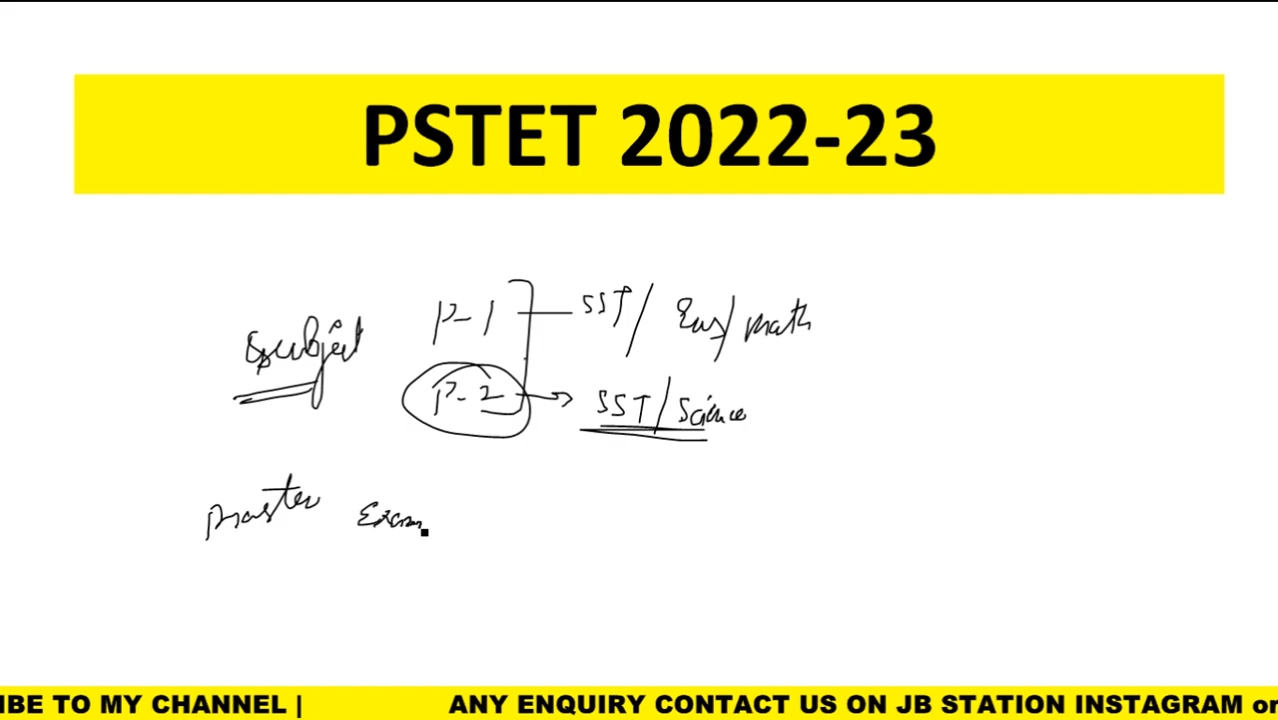 PSTET 2022-23
P-1 SST / Eng / math
Subject
P-2 SST / Science
master Exam
IBE TO MY CHANNEL | ANY ENQUIRY CONTACT US ON JB STATION INSTAGRAM or